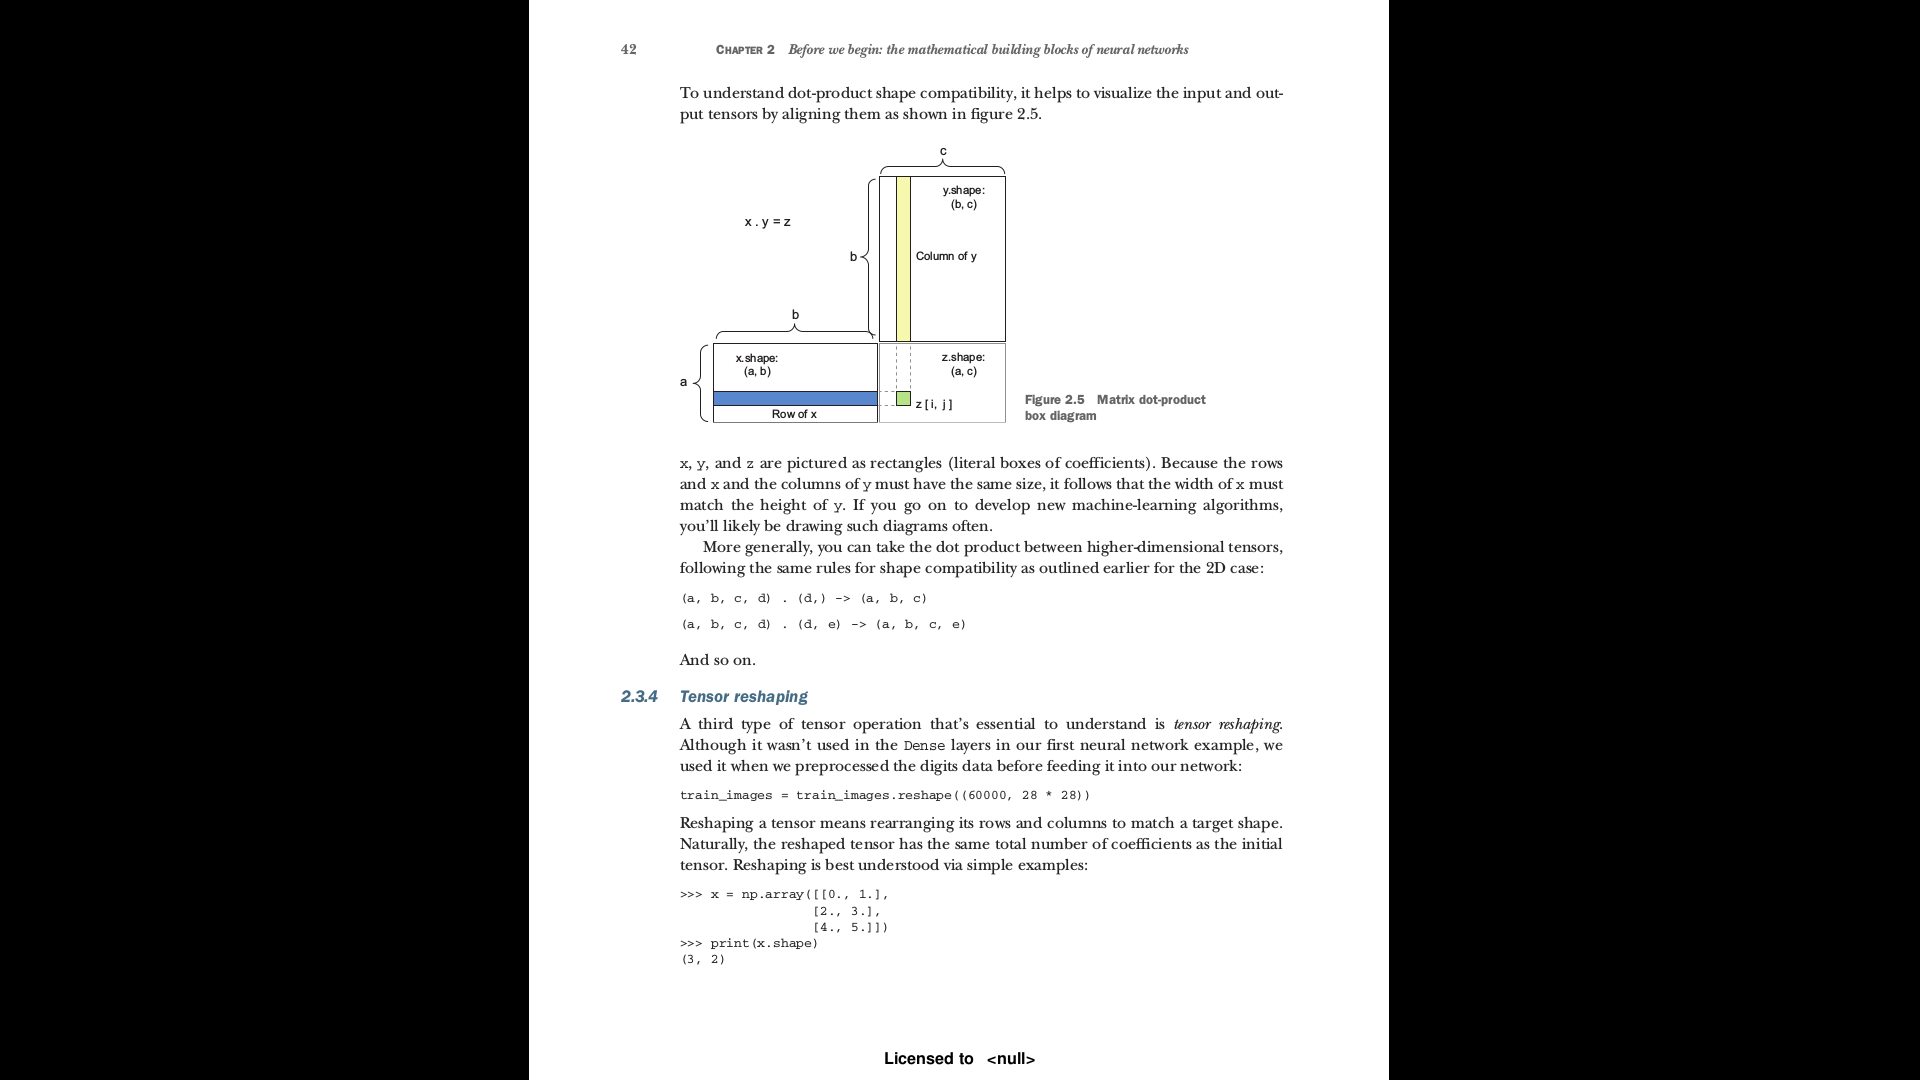 42 CHAPTER 2 Before we begin: the mathematical building blocks of neural networks
To understand dot-product shape compatibility, it helps to visualize the input and out-
put tensors by aligning them as shown in figure 2.5.
c
y.shape:
(b, c)
x . y = z
b
Column of y
b
x.shape:
(a, b)
z.shape:
(a, c)
a
z [ i, j ]
Row of x
Figure 2.5 Matrix dot-product
box diagram
x, y, and z are pictured as rectangles (literal boxes of coefficients). Because the rows
and x and the columns of y must have the same size, it follows that the width of x must
match the height of y. If you go on to develop new machine-learning algorithms,
you'll likely be drawing such diagrams often.
More generally, you can take the dot product between higher-dimensional tensors,
following the same rules for shape compatibility as outlined earlier for the 2D case:
(a, b, c, d) . (d,) -> (a, b, c)
(a, b, c, d) . (d, e) -> (a, b, c, e)
And so on.
2.3.4 Tensor reshaping
A third type of tensor operation that's essential to understand is tensor reshaping.
Although it wasn't used in the Dense layers in our first neural network example, we
used it when we preprocessed the digits data before feeding it into our network:
train_images = train_images.reshape((60000, 28 * 28))
Reshaping a tensor means rearranging its rows and columns to match a target shape.
Naturally, the reshaped tensor has the same total number of coefficients as the initial
tensor. Reshaping is best understood via simple examples:
>>> x = np.array([[0., 1.],
[2., 3.],
[4., 5.]])
>>> print(x.shape)
(3, 2)
Licensed to <null>